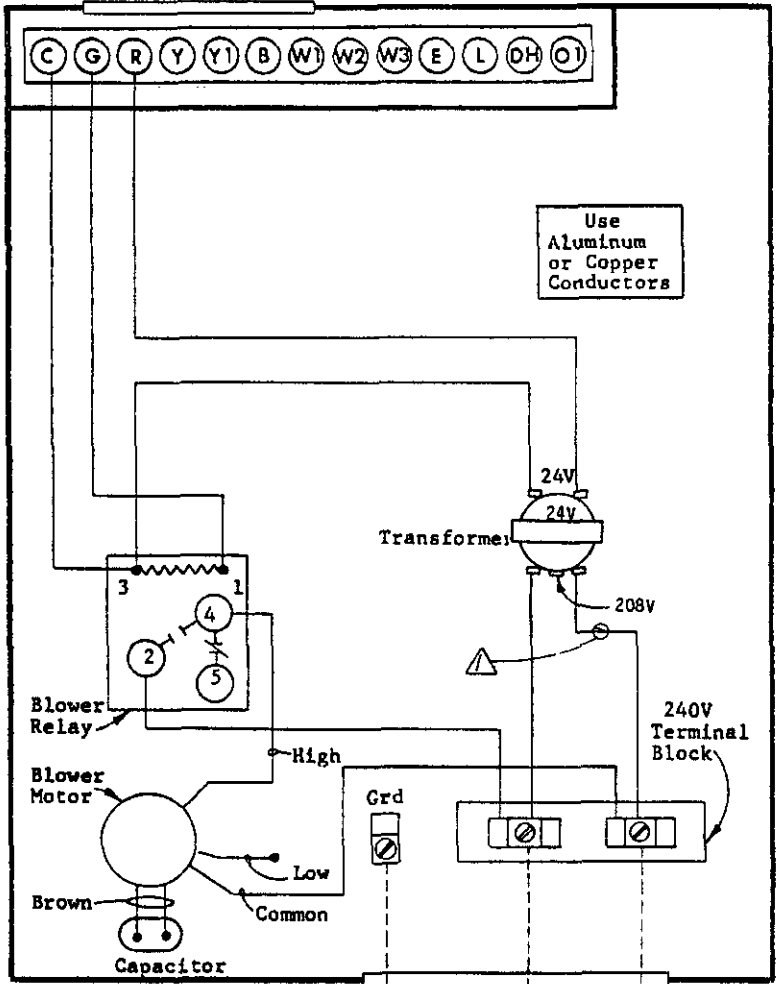 C G R Y Y1 B W1 W2 W3 E L DH O1
Use
Aluminum
or Copper
Conductors
24V
24V
Transformer
208V
3
1
4
2
5
Blower
Relay
240V
Terminal
Block
High
Blower
Motor
Grd
Low
Brown
Common
Capacitor